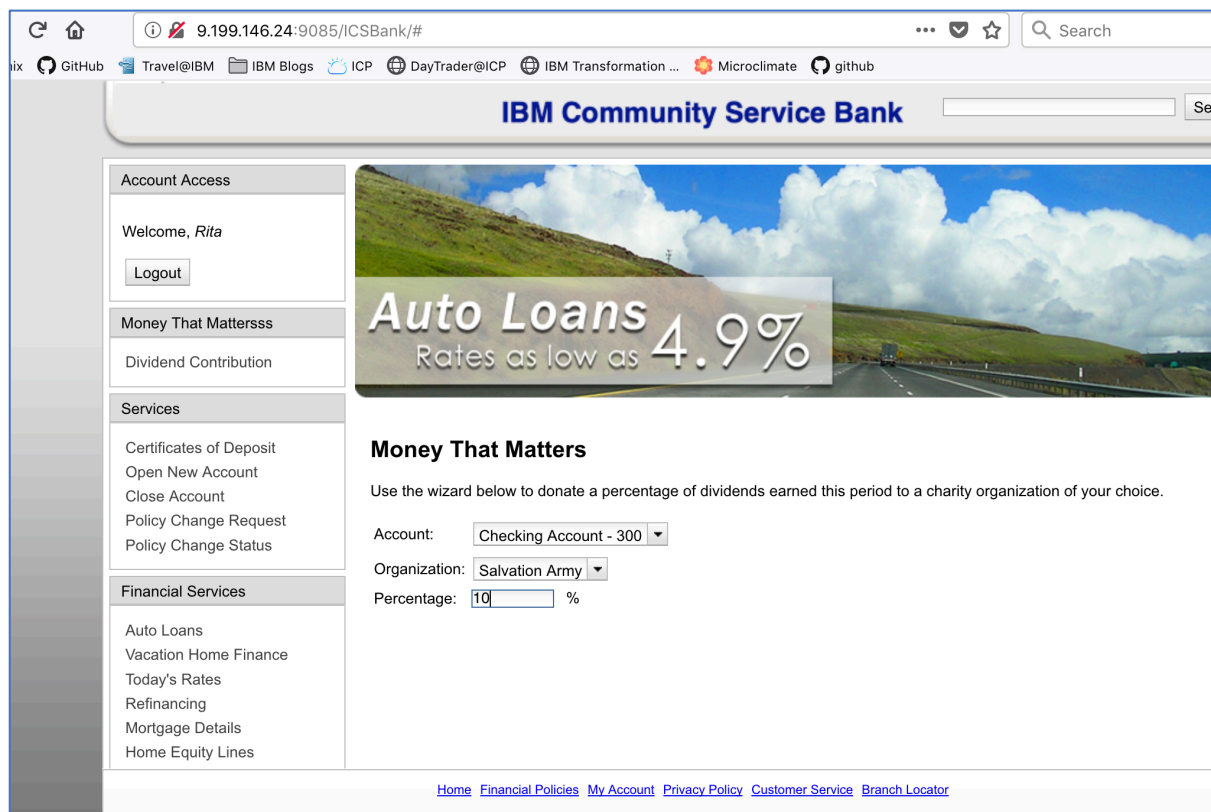 9.199.146.24:9085/ICSBank/#
Search
GitHub Travel@IBM IBM Blogs ICP DayTrader@ICP IBM Transformation ... Microclimate github
IBM Community Service Bank
Account Access
Welcome, Rita
Logout
Money That Mattersss
Dividend Contribution
Services
Certificates of Deposit
Open New Account
Close Account
Policy Change Request
Policy Change Status
Financial Services
Auto Loans
Vacation Home Finance
Today's Rates
Refinancing
Mortgage Details
Home Equity Lines
Auto Loans
Rates as low as 4.9%
Money That Matters
Use the wizard below to donate a percentage of dividends earned this period to a charity organization of your choice.
Account: Checking Account - 300
Organization: Salvation Army
Percentage: 10 %
Home Financial Policies My Account Privacy Policy Customer Service Branch Locator